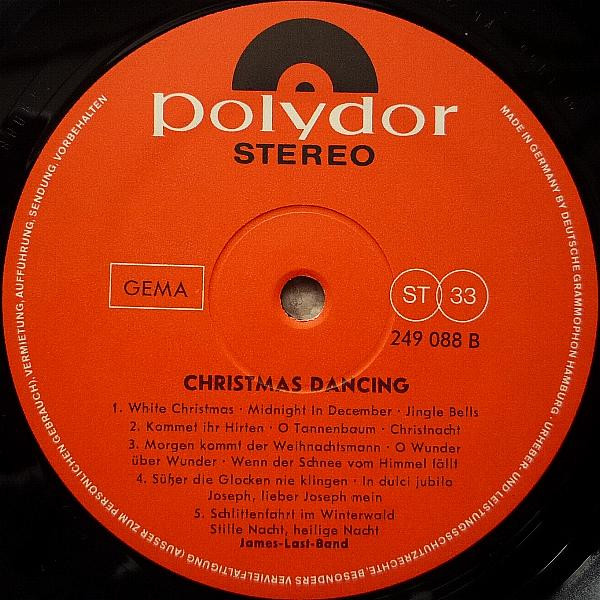 polydor
STEREO
GEMA
ST 33
249 088 B
CHRISTMAS DANCING
1. White Christmas · Midnight In December · Jingle Bells
2. Kommet ihr Hirten · O Tannenbaum · Christnacht
3. Morgen kommt der Weihnachtsmann · O Wunder
über Wunder · Wenn der Schnee vom Himmel fällt
4. Süßer die Glocken nie klingen · In dulci jubilo
Joseph, lieber Joseph mein
5. Schlittenfahrt im Winterwald
Stille Nacht, heilige Nacht
James-Last-Band
MADE IN GERMANY BY DEUTSCHE GRAMMOPHON HAMBURG · URHEBER- UND LEISTUNGSSCHUTZRECHTE, BESONDERS VERVIELFÄLTIGUNG (AUSSER ZUM PERSÖNLICHEN GEBRAUCH), VERMIETUNG, AUFFÜHRUNG, SENDUNG, VORBEHALTEN